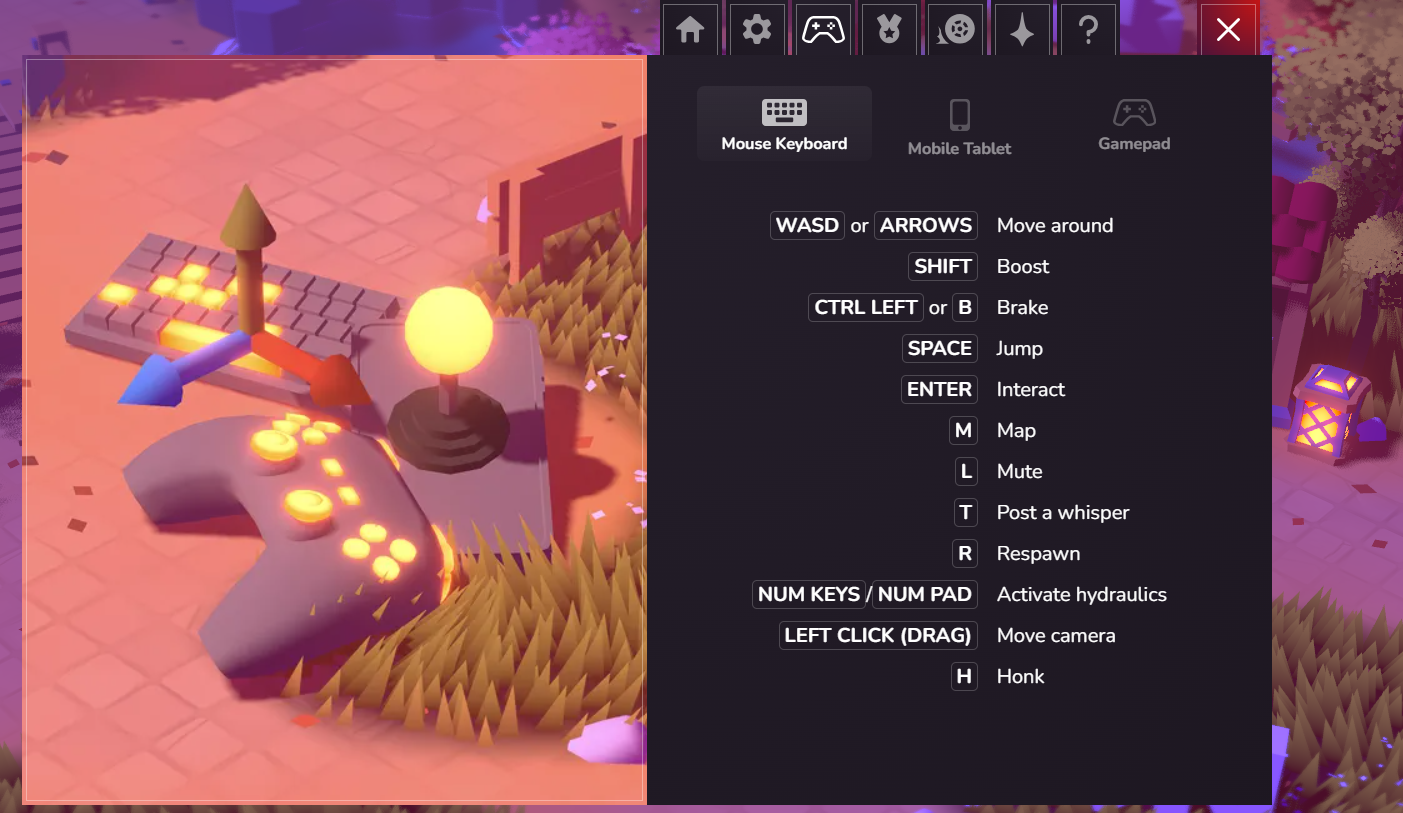 Mouse Keyboard
Mobile Tablet
Gamepad
WASD or ARROWS Move around
SHIFT Boost
CTRL LEFT or B Brake
SPACE Jump
ENTER Interact
M Map
L Mute
T Post a whisper
R Respawn
NUM KEYS/NUM PAD Activate hydraulics
LEFT CLICK (DRAG) Move camera
H Honk